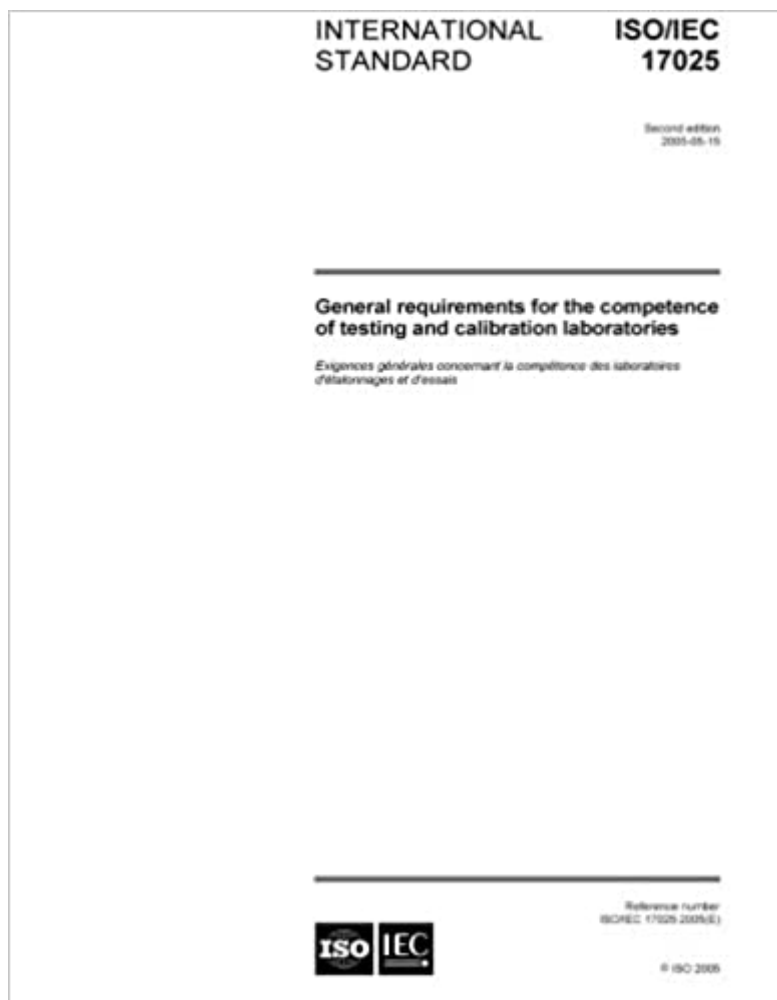 INTERNATIONAL
STANDARD
ISO/IEC
17025
Second edition
2005-05-15
General requirements for the competence
of testing and calibration laboratories
Exigences générales concernant la compétence des laboratoires
d'étalonnages et d'essais
Reference number
ISO/IEC 17025:2005(E)
ISO IEC
© ISO 2005